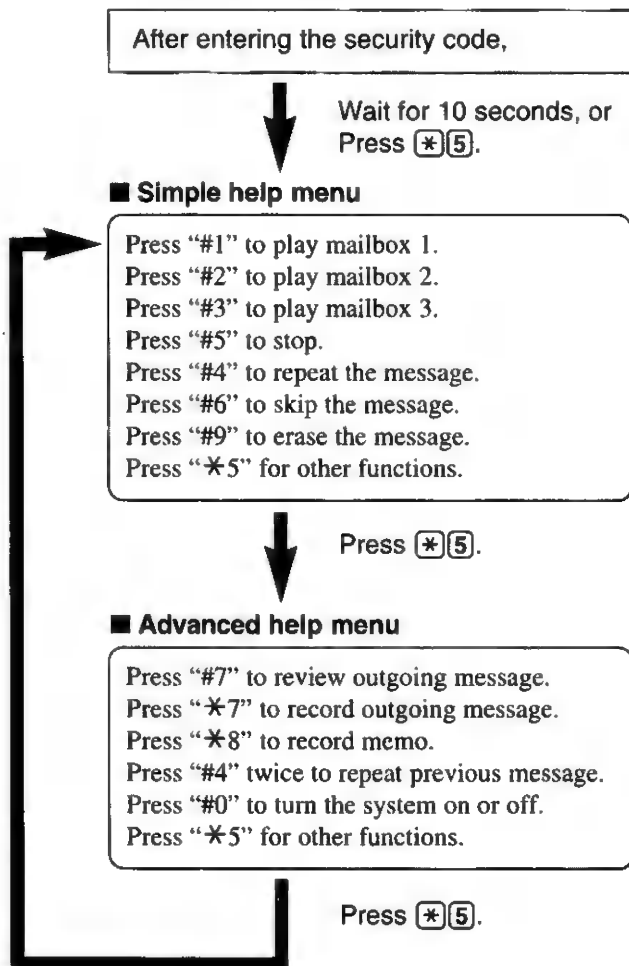 After entering the security code,
Wait for 10 seconds, or
Press [*][5].
■ Simple help menu
Press “#1” to play mailbox 1.
Press “#2” to play mailbox 2.
Press “#3” to play mailbox 3.
Press “#5” to stop.
Press “#4” to repeat the message.
Press “#6” to skip the message.
Press “#9” to erase the message.
Press “*5” for other functions.
Press [*][5].
■ Advanced help menu
Press “#7” to review outgoing message.
Press “*7” to record outgoing message.
Press “*8” to record memo.
Press “#4” twice to repeat previous message.
Press “#0” to turn the system on or off.
Press “*5” for other functions.
Press [*][5].